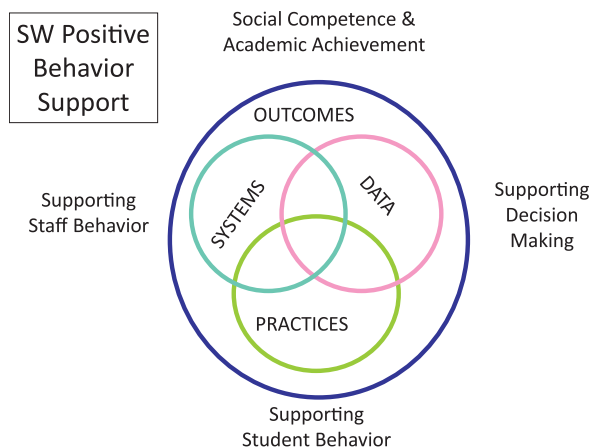 SW Positive
Behavior
Support
Social Competence &
Academic Achievement
OUTCOMES
SYSTEMS
DATA
Supporting
Staff Behavior
Supporting
Decision
Making
PRACTICES
Supporting
Student Behavior